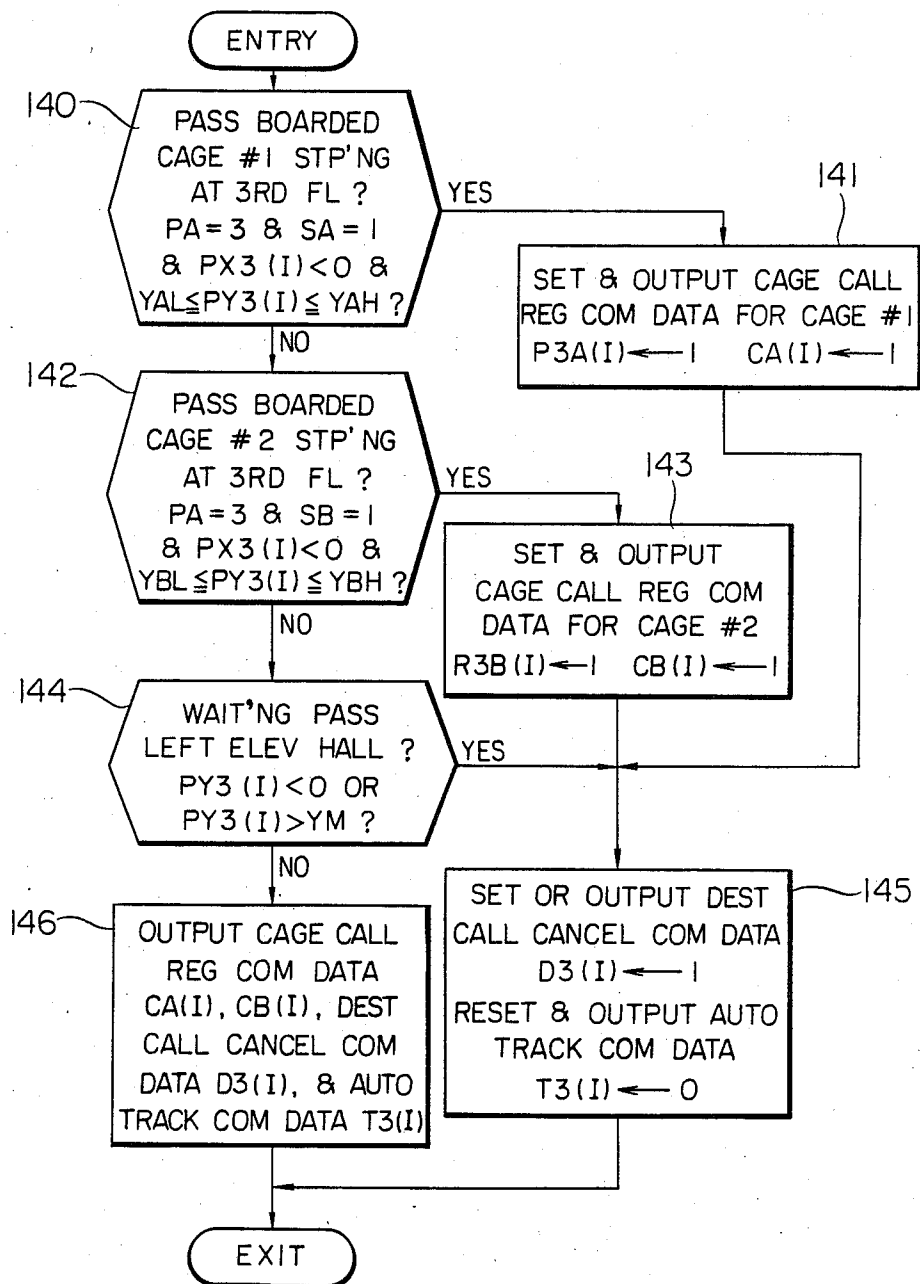 ENTRY
140
PASS BOARDED
CAGE #1 STP'NG
AT 3RD FL ?
PA=3 & SA=1
& PX3(I)<0 &
YAL≦PY3(I)≦YAH ?
YES
NO
141
SET & OUTPUT CAGE CALL
REG COM DATA FOR CAGE #1
P3A(I)←1 CA(I)←1
142
PASS BOARDED
CAGE #2 STP'NG
AT 3RD FL ?
PA=3 & SB=1
& PX3(I)<0 &
YBL≦PY3(I)≦YBH ?
YES
NO
143
SET & OUTPUT
CAGE CALL REG COM
DATA FOR CAGE #2
R3B(I)←1 CB(I)←1
144
WAIT'NG PASS
LEFT ELEV HALL ?
PY3(I)<0 OR
PY3(I)>YM ?
YES
NO
145
SET OR OUTPUT DEST
CALL CANCEL COM DATA
D3(I)←1
RESET & OUTPUT AUTO
TRACK COM DATA
T3(I)←0
146
OUTPUT CAGE CALL
REG COM DATA
CA(I), CB(I), DEST
CALL CANCEL COM
DATA D3(I), & AUTO
TRACK COM DATA T3(I)
EXIT